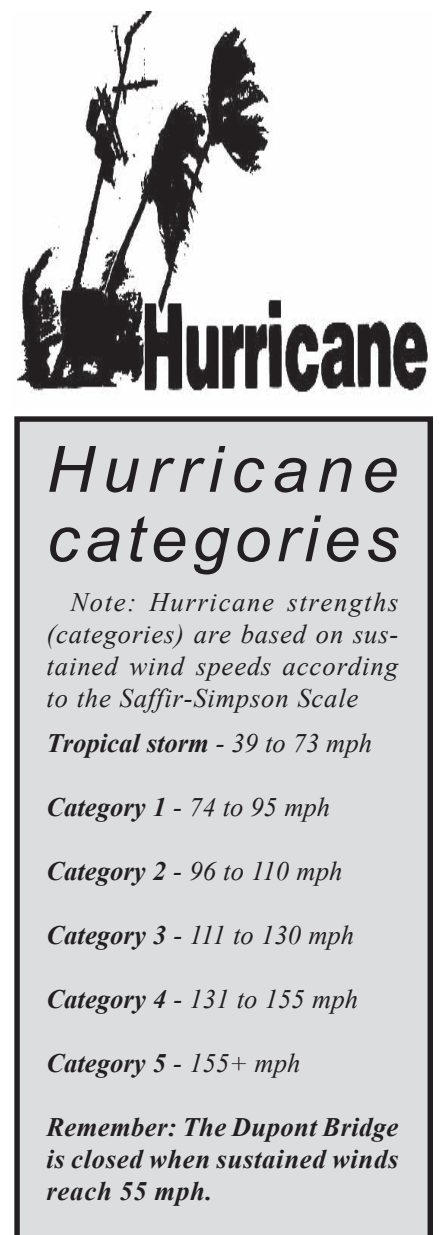 Hurricane
Hurricane
categories
Note: Hurricane strengths
(categories) are based on sus-
tained wind speeds according
to the Saffir-Simpson Scale
Tropical storm - 39 to 73 mph
Category 1 - 74 to 95 mph
Category 2 - 96 to 110 mph
Category 3 - 111 to 130 mph
Category 4 - 131 to 155 mph
Category 5 - 155+ mph
Remember: The Dupont Bridge
is closed when sustained winds
reach 55 mph.